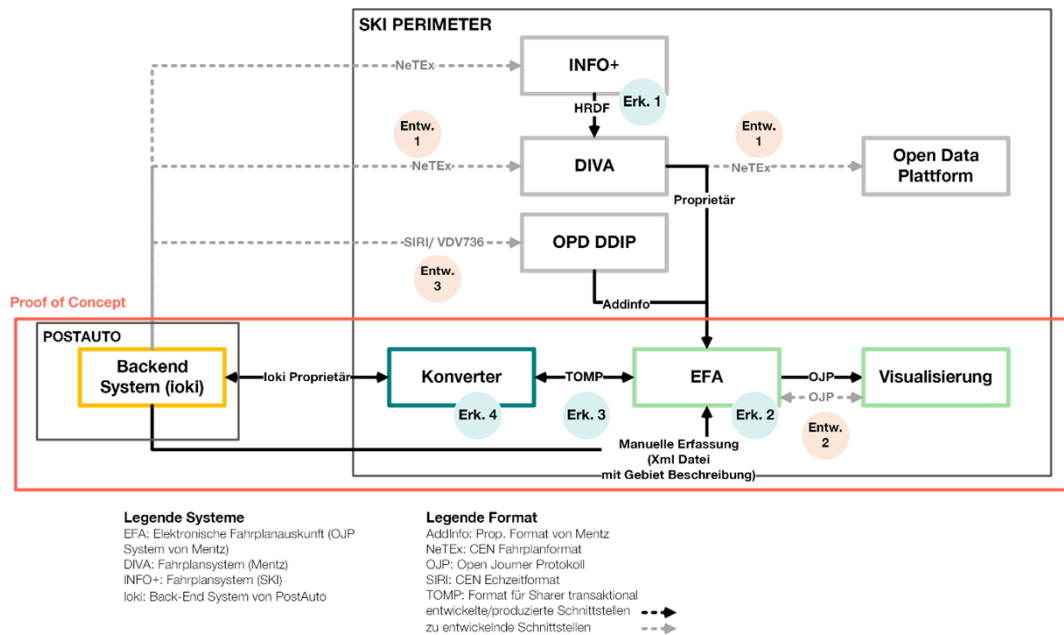 SKI PERIMETER
NeTEx
INFO+
Erk. 1
HRDF
Entw.
1
NeTEx
DIVA
Entw.
1
NeTEx
Open Data
Plattform
Proprietär
SIRI/ VDV736
OPD DDIP
Entw.
3
Addinfo
Proof of Concept
POSTAUTO
Backend
System (ioki)
Ioki Proprietär
Konverter
TOMP
EFA
OJP
OJP
Visualisierung
Erk. 4
Erk. 3
Erk. 2
Entw.
2
Manuelle Erfassung
(Xml Datei
mit Gebiet Beschreibung)
Legende Systeme
EFA: Elektronische Fahrplanauskunft (OJP
System von Mentz)
DIVA: Fahrplansystem (Mentz)
INFO+: Fahrplansystem (SKI)
Ioki: Back-End System von PostAuto
Legende Format
AddInfo: Prop. Format von Mentz
NeTEx: CEN Fahrplanformat
OJP: Open Journer Protokoll
SIRI: CEN Echzeitformat
TOMP: Format für Sharer transaktional
entwickelte/produzierte Schnittstellen
zu entwickelnde Schnittstellen